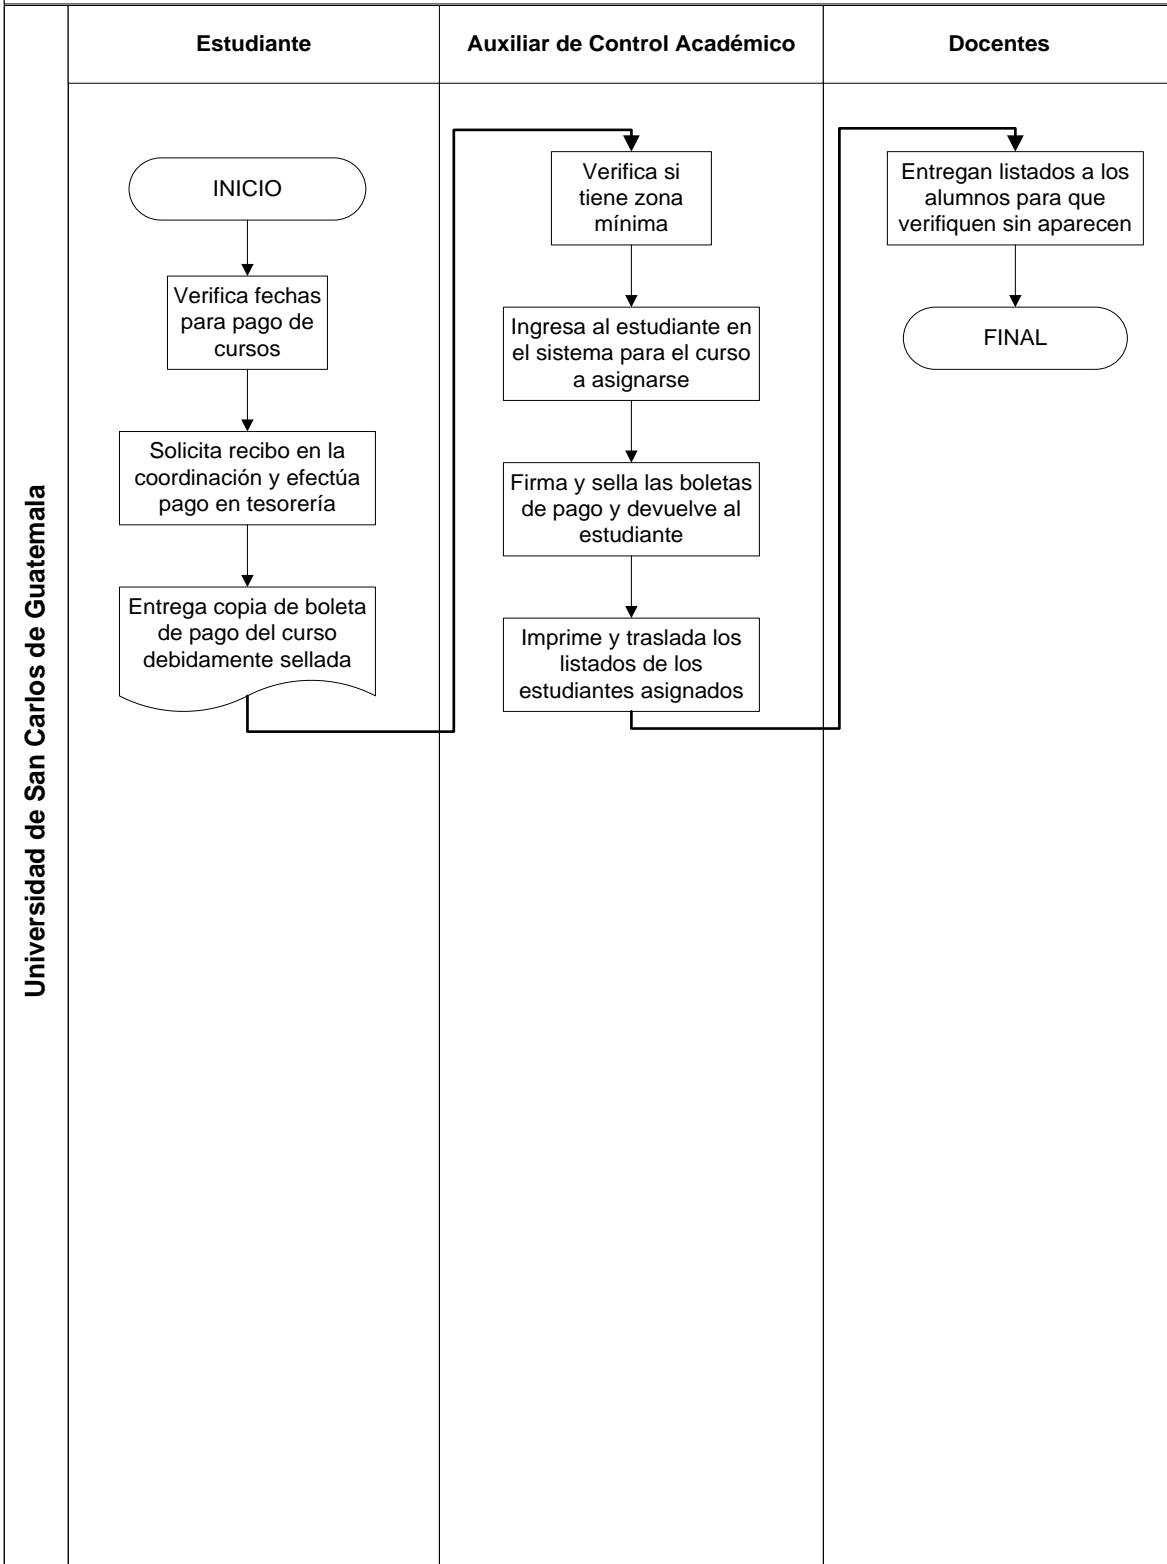 Universidad de San Carlos de Guatemala
Estudiante
Auxiliar de Control Académico
Docentes
INICIO
Verifica fechas
para pago de
cursos
Solicita recibo en la
coordinación y efectúa
pago en tesorería
Entrega copia de boleta
de pago del curso
debidamente sellada
Verifica si
tiene zona
mínima
Ingresa al estudiante en
el sistema para el curso
a asignarse
Firma y sella las boletas
de pago y devuelve al
estudiante
Imprime y traslada los
listados de los
estudiantes asignados
Entregan listados a los
alumnos para que
verifiquen sin aparecen
FINAL